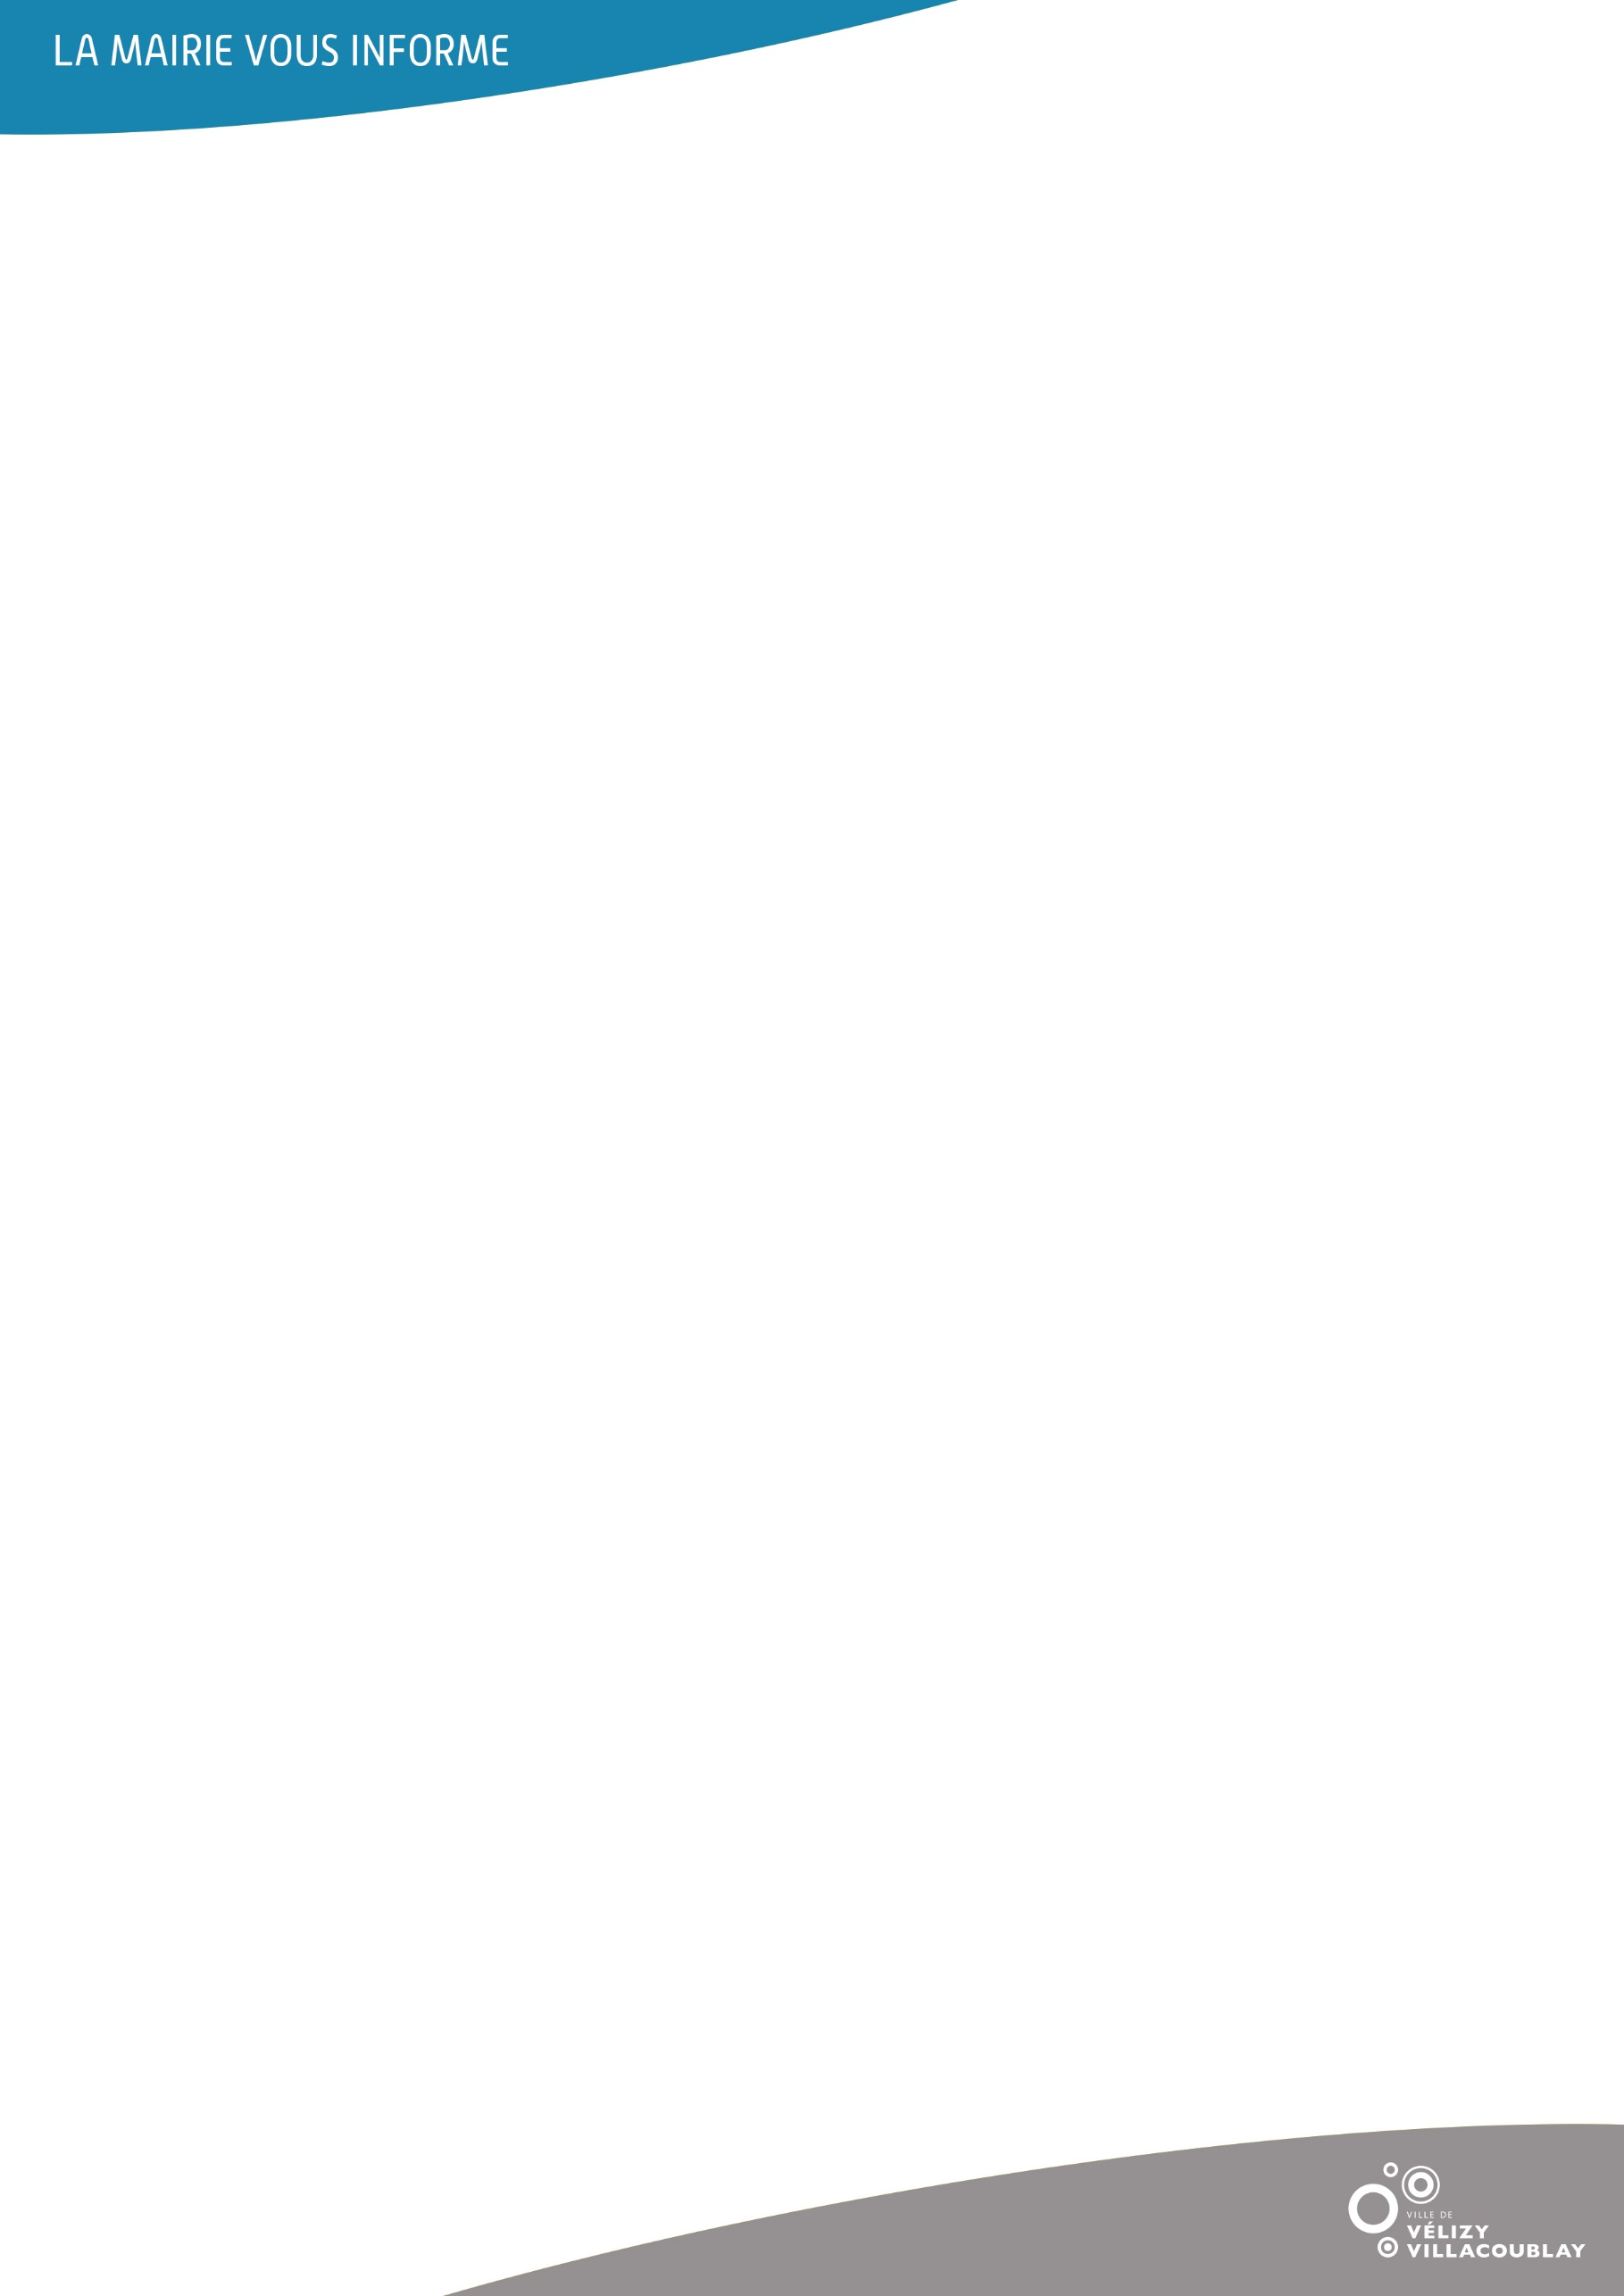 LA MAIRIE VOUS INFORME
VILLE DE
VÉLIZY
VILLACOUBLAY